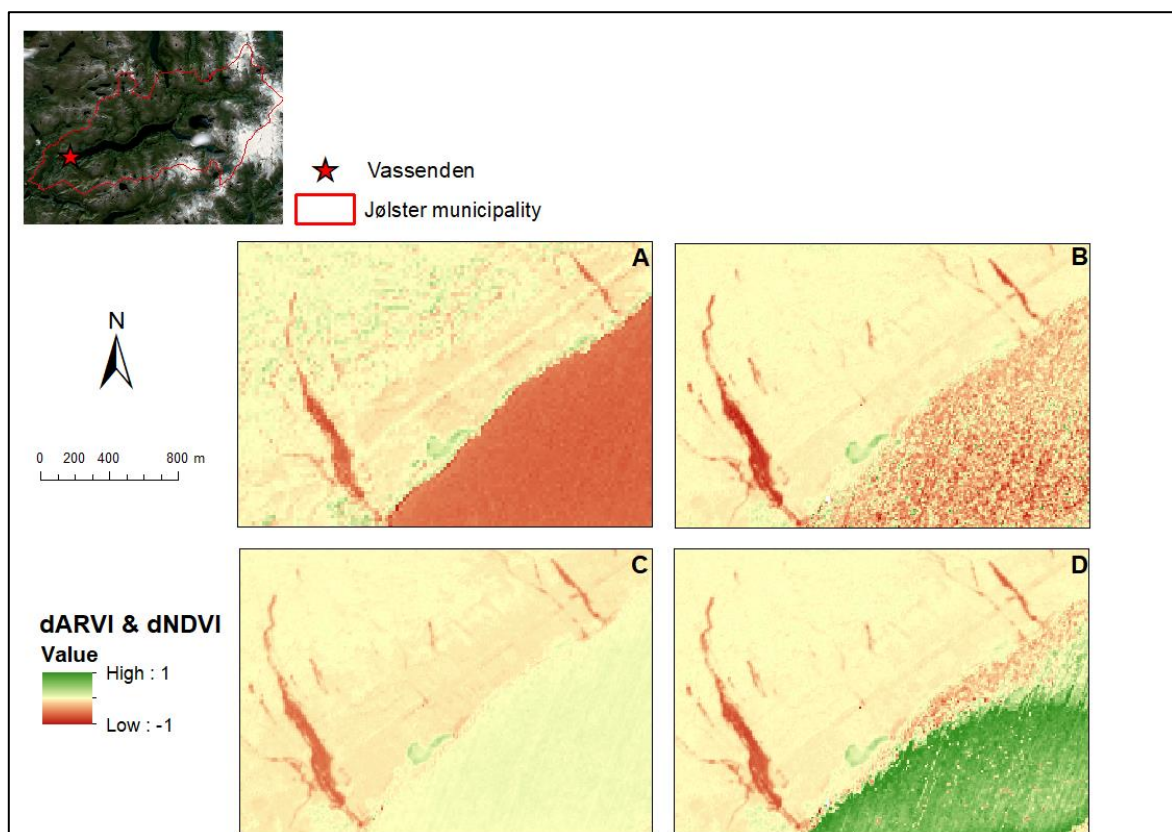 Vassenden
Jølster municipality
A
B
N
0 200 400 800 m
C
D
dARVI & dNDVI
Value
High : 1
Low : -1